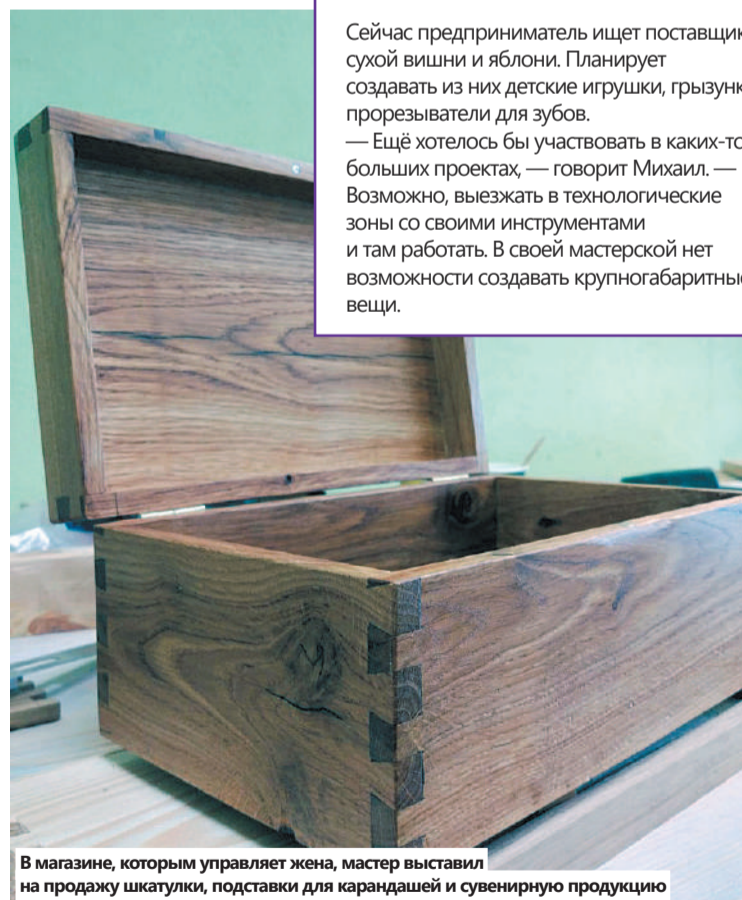 Сейчас предприниматель ищет поставщик
сухой вишни и яблони. Планирует
создавать из них детские игрушки, грызунк
прорезыватели для зубов.
— Ещё хотелось бы участвовать в каких-то
больших проектах, — говорит Михаил. —
Возможно, выезжать в технологические
зоны со своими инструментами
и там работать. В своей мастерской нет
возможности создавать крупногабаритные
вещи.
В магазине, которым управляет жена, мастер выставил
на продажу шкатулки, подставки для карандашей и сувенирную продукцию